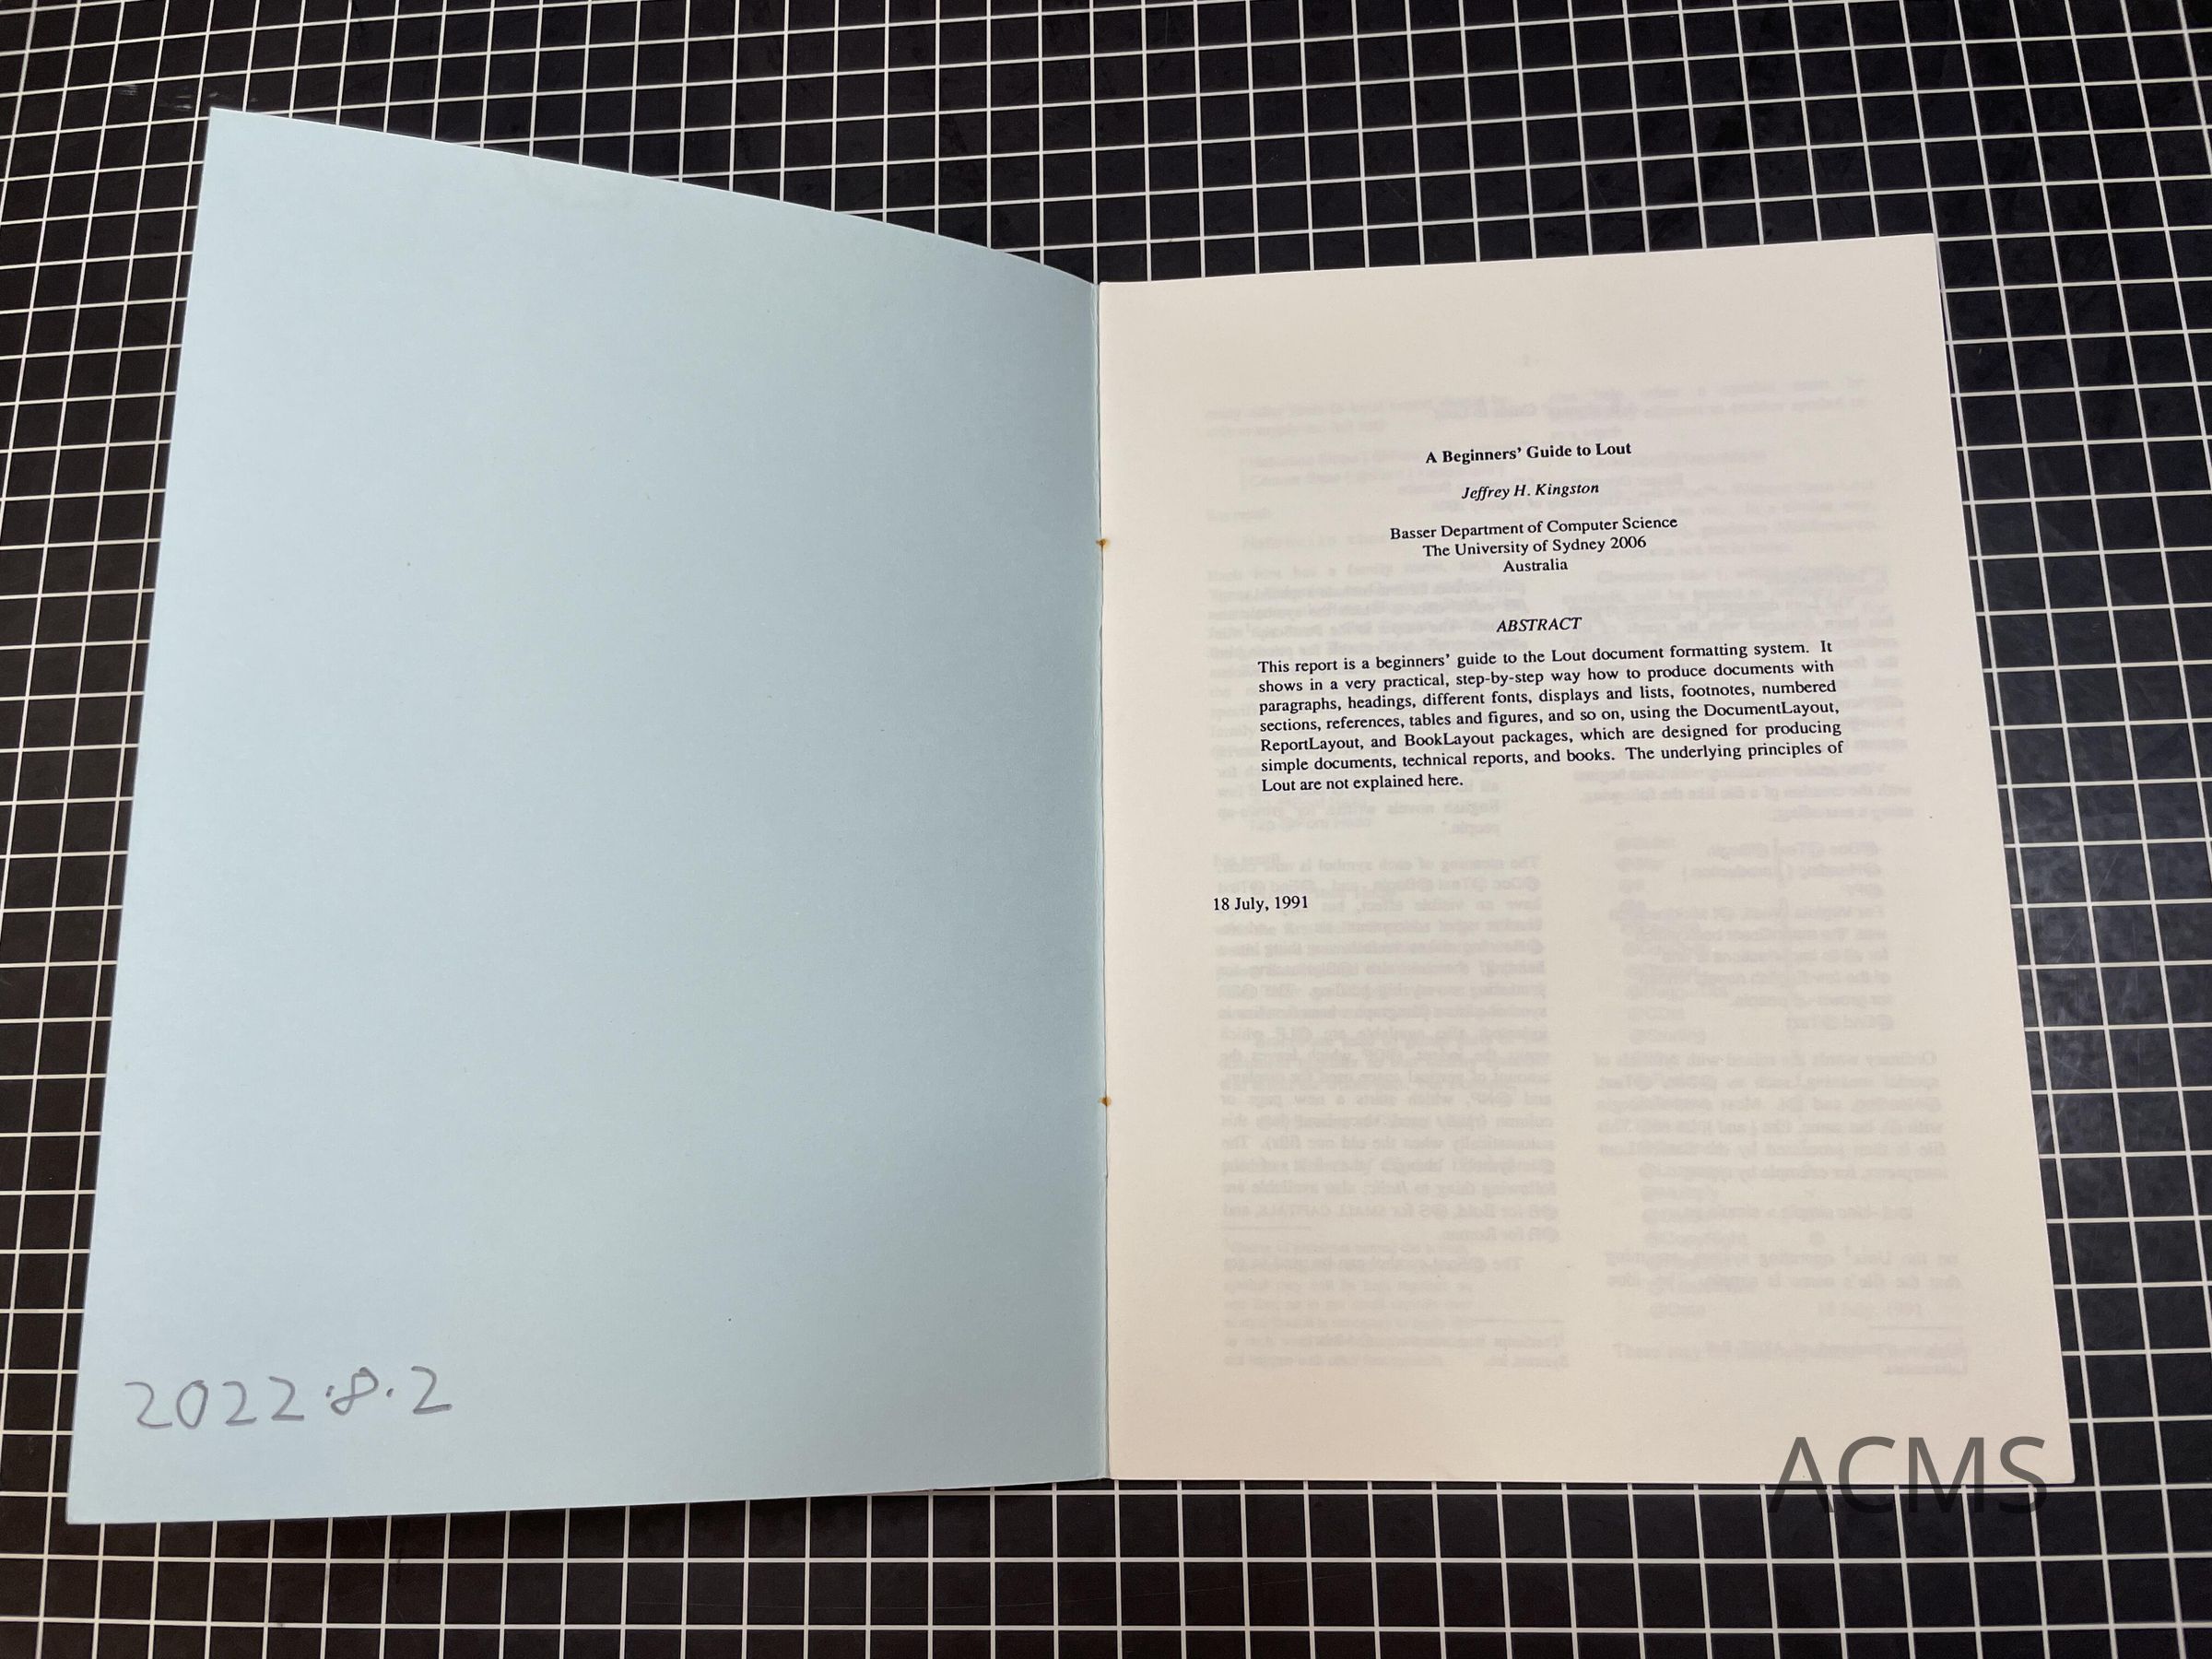 2022.8.2
A Beginners' Guide to Lout
Jeffrey H. Kingston
Basser Department of Computer Science
The University of Sydney 2006
Australia
ABSTRACT
This report is a beginners' guide to the Lout document formatting system. It
shows in a very practical, step-by-step way how to produce documents with
paragraphs, headings, different fonts, displays and lists, footnotes, numbered
sections, references, tables and figures, and so on, using the DocumentLayout,
ReportLayout, and BookLayout packages, which are designed for producing
simple documents, technical reports, and books. The underlying principles of
Lout are not explained here.
18 July, 1991
ACMS